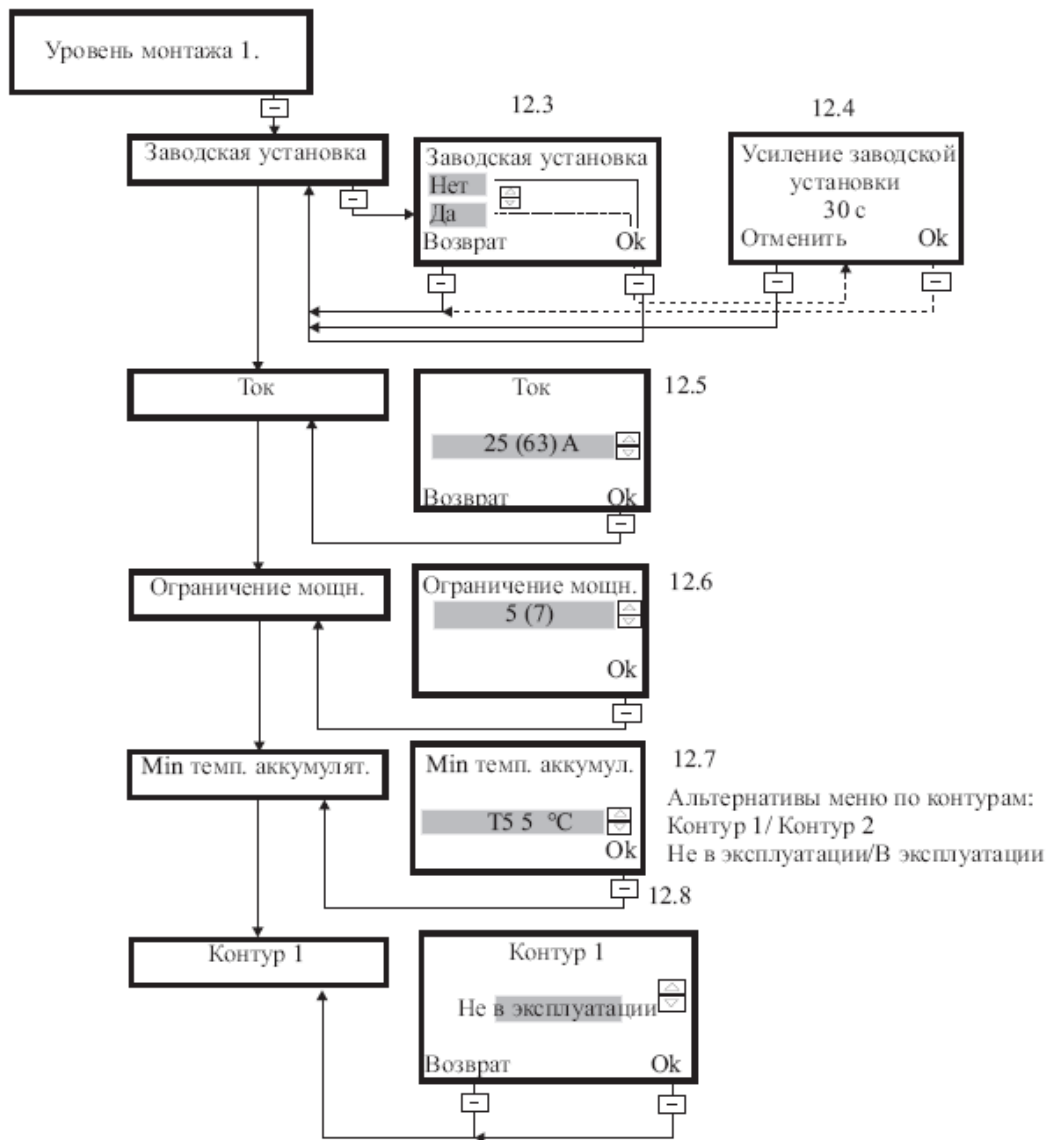 Уровень монтажа 1.
12.3
12.4
Заводская установка
Заводская установка
Нет
Да
Возврат Ok
Усиление заводской
установки
30 с
Отменить Ok
Ток
Ток
12.5
25 (63) А
Возврат Ok
Ограничение мощн.
Ограничение мощн.
12.6
5 (7)
Ok
Min темп. аккумулят.
Min темп. аккумул.
12.7
T5 5 °C
Ok
Альтернативы меню по контурам:
Контур 1/ Контур 2
Не в эксплуатации/В эксплуатации
12.8
Контур 1
Контур 1
Не в эксплуатации
Возврат Ok